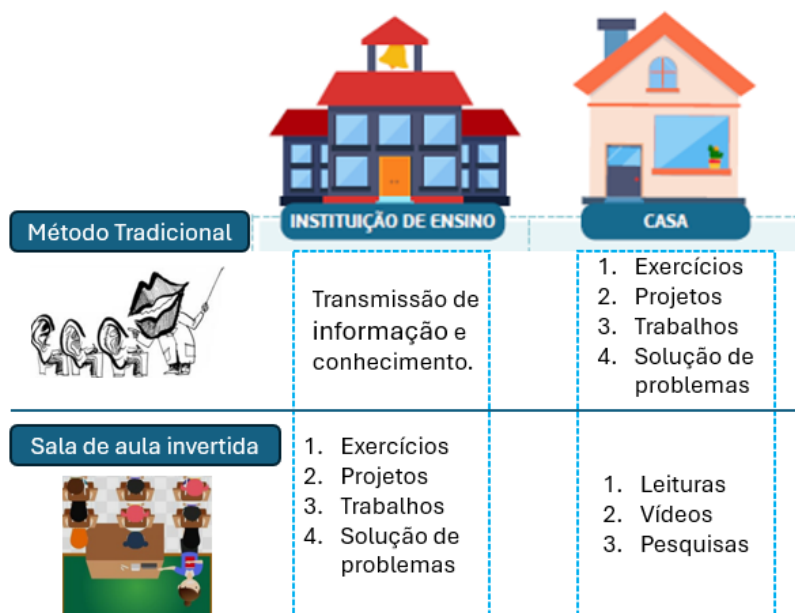 INSTITUIÇÃO DE ENSINO
CASA
Método Tradicional
Transmissão de
informação e
conhecimento.
1. Exercícios
2. Projetos
3. Trabalhos
4. Solução de
problemas
Sala de aula invertida
1. Exercícios
2. Projetos
3. Trabalhos
4. Solução de
problemas
1. Leituras
2. Vídeos
3. Pesquisas